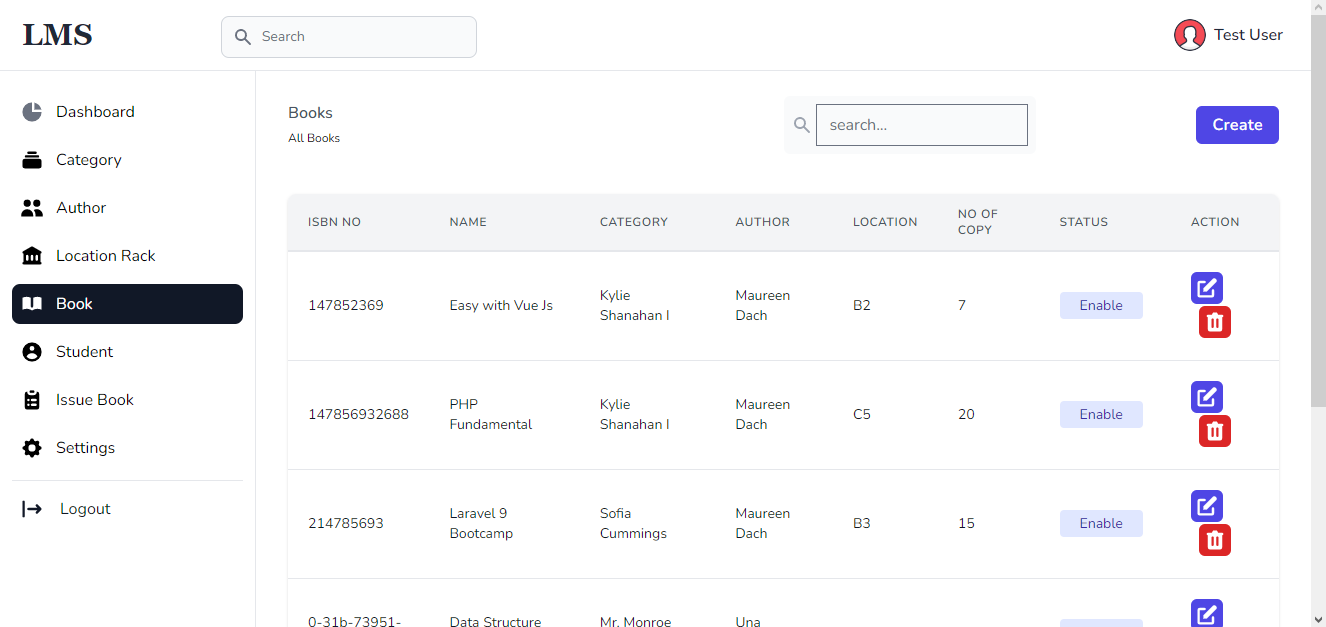 LMS
Search
Test User
Dashboard
Category
Author
Location Rack
Book
Student
Issue Book
Settings
Logout
Books
All Books
search...
Create
ISBN NO NAME CATEGORY AUTHOR LOCATION NO OF COPY STATUS ACTION
147852369 Easy with Vue Js Kylie Shanahan I Maureen Dach B2 7 Enable
147856932688 PHP Fundamental Kylie Shanahan I Maureen Dach C5 20 Enable
214785693 Laravel 9 Bootcamp Sofia Cummings Maureen Dach B3 15 Enable
0-31b-73951- Data Structure Mr. Monroe Una